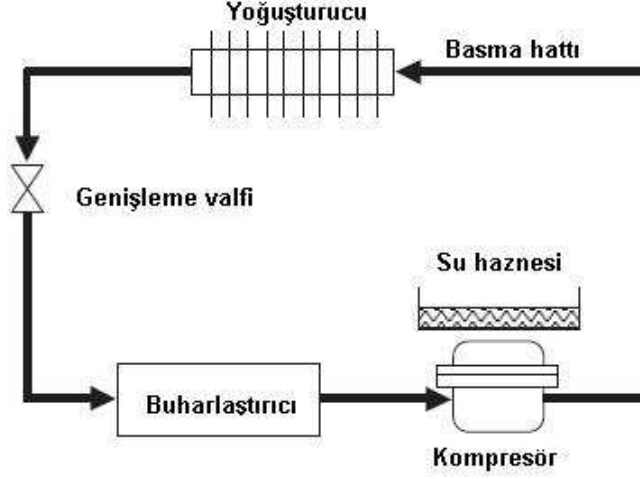 Yoğuşturucu
Basma hattı
Genişleme valfi
Su haznesi
Buharlaştırıcı
Kompresör